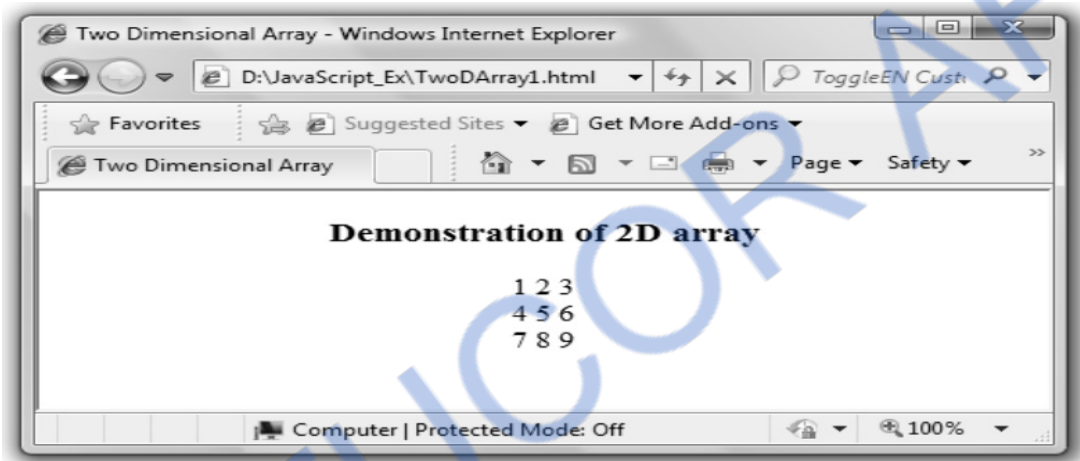 Two Dimensional Array - Windows Internet Explorer
D:\JavaScript_Ex\TwoDArray1.html ToggleEN Cust
Favorites Suggested Sites Get More Add-ons
Two Dimensional Array Page Safety »
Demonstration of 2D array
1 2 3
4 5 6
7 8 9
Computer | Protected Mode: Off 100%